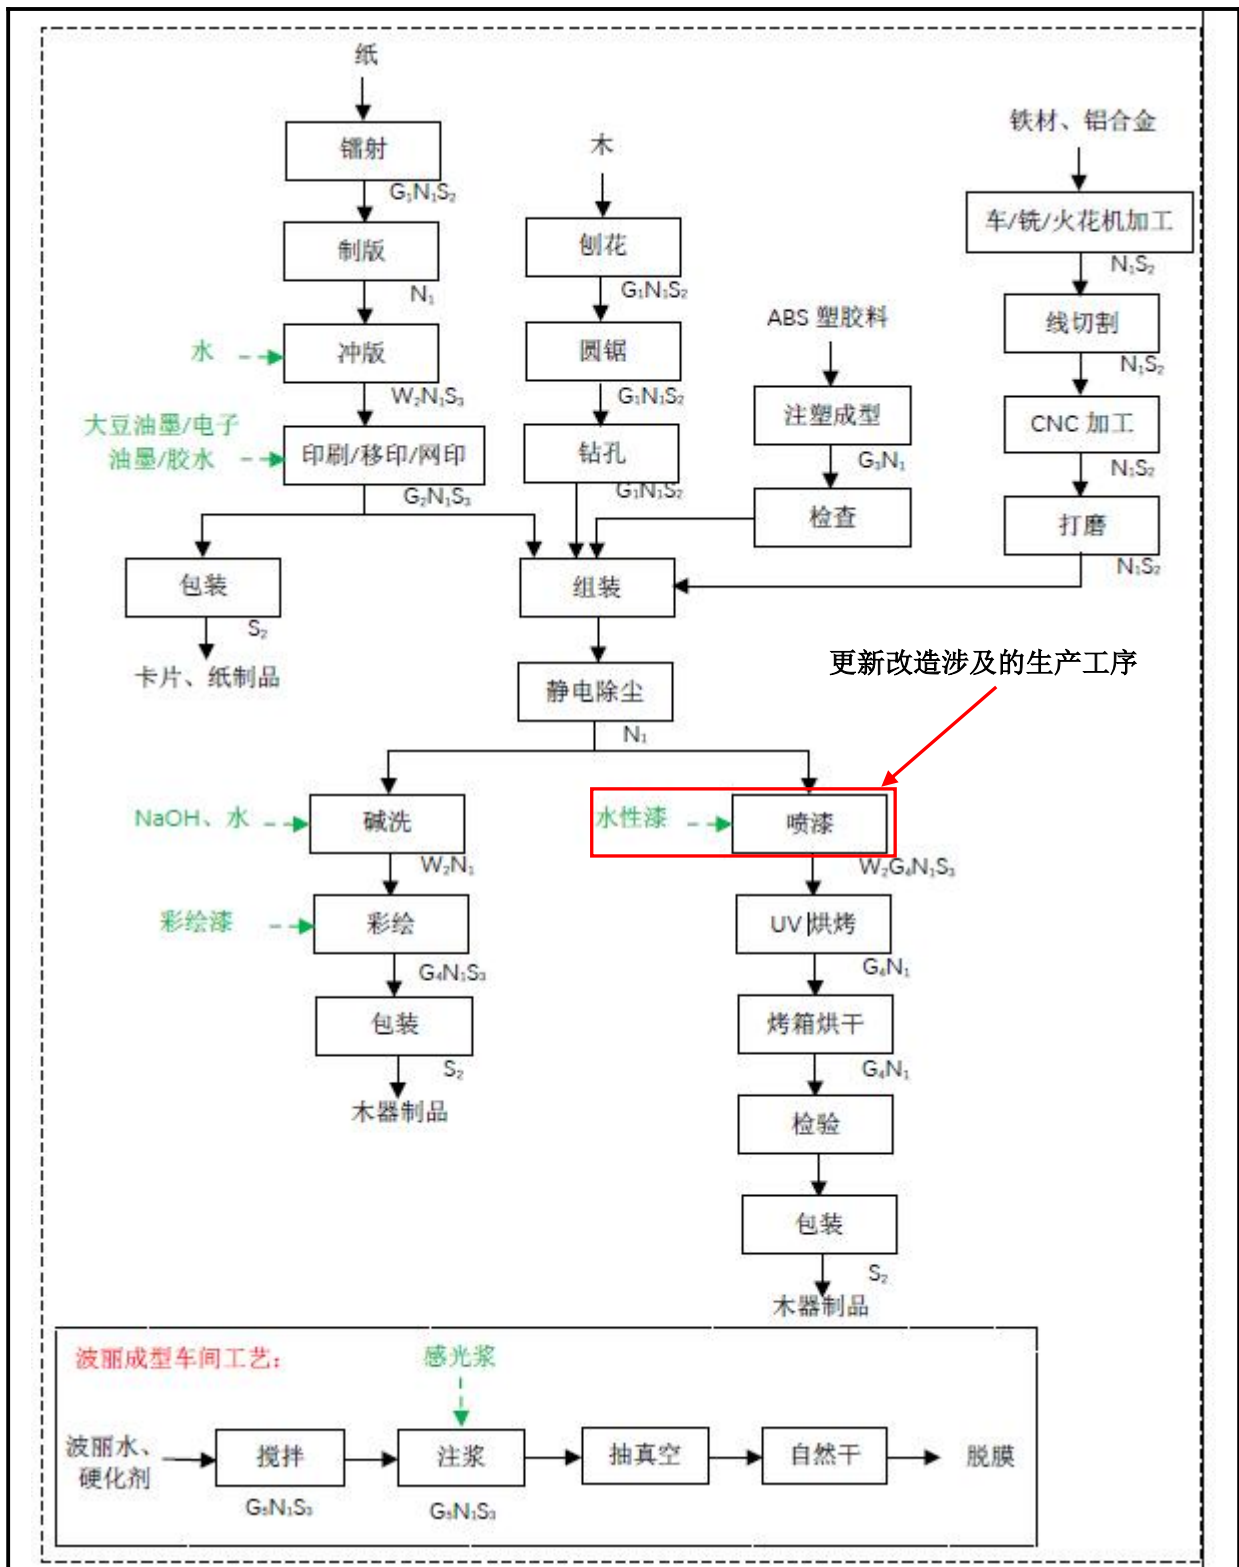 纸
镭射
G₁N₁S₂
制版
N₁
水
冲版
W₂N₁S₃
大豆油墨/电子
油墨/胶水
印刷/移印/网印
G₂N₁S₃
包装
S₂
卡片、纸制品
木
刨花
G₁N₁S₂
圆锯
G₁N₁S₂
钻孔
G₁N₁S₂
ABS 塑胶料
注塑成型
G₃N₁
检查
铁材、铝合金
车/铣/火花机加工
N₁S₂
线切割
N₁S₂
CNC 加工
N₁S₂
打磨
N₁S₂
组装
静电除尘
N₁
更新改造涉及的生产工序
NaOH、水
碱洗
W₂N₁
彩绘漆
彩绘
G₄N₁S₃
包装
S₂
木器制品
水性漆
喷漆
W₂G₄N₁S₃
UV 烘烤
G₄N₁
烤箱烘干
G₄N₁
检验
包装
S₂
木器制品
波丽成型车间工艺：
感光浆
波丽水、
硬化剂
搅拌
G₅N₁S₃
注浆
G₅N₁S₃
抽真空
自然干
脱膜